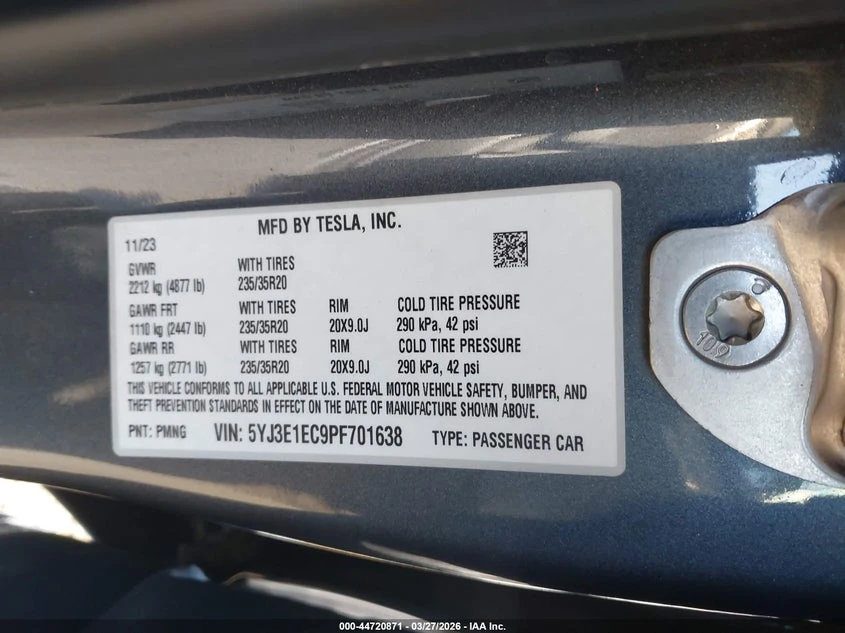 MFD BY TESLA, INC.
11/23
GVWR WITH TIRES
2212 kg (4877 lb) 235/35R20
GAWR FRT WITH TIRES RIM COLD TIRE PRESSURE
1110 kg (2447 lb) 235/35R20 20X9.0J 290 kPa, 42 psi
GAWR RR WITH TIRES RIM COLD TIRE PRESSURE
1257 kg (2771 lb) 235/35R20 20X9.0J 290 kPa, 42 psi
THIS VEHICLE CONFORMS TO ALL APPLICABLE U.S. FEDERAL MOTOR VEHICLE SAFETY, BUMPER, AND
THEFT PREVENTION STANDARDS IN EFFECT ON THE DATE OF MANUFACTURE SHOWN ABOVE.
PNT: PMNG VIN: 5YJ3E1EC9PF701638 TYPE: PASSENGER CAR
109
000-44720871 - 03/27/2026 - IAA Inc.